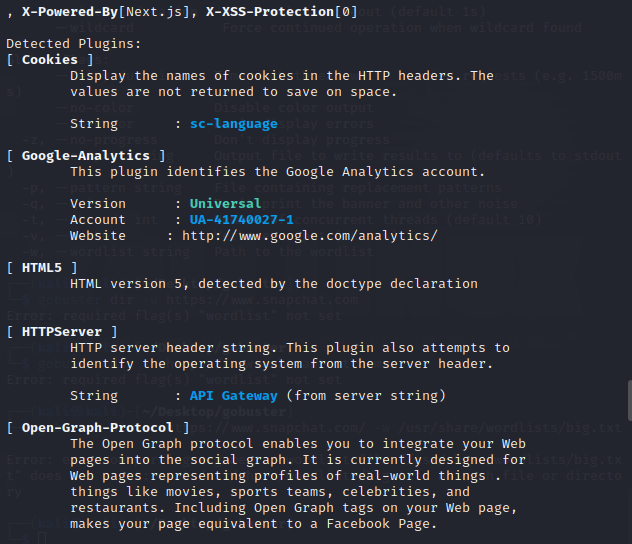 , X-Powered-By[Next.js], X-XSS-Protection[0]
Detected Plugins:
[ Cookies ]
Display the names of cookies in the HTTP headers. The
values are not returned to save on space.
String : sc-language
[ Google-Analytics ]
This plugin identifies the Google Analytics account.
Version : Universal
Account : UA-41740027-1
Website : http://www.google.com/analytics/
[ HTML5 ]
HTML version 5, detected by the doctype declaration
[ HTTPServer ]
HTTP server header string. This plugin also attempts to
identify the operating system from the server header.
String : API Gateway (from server string)
[ Open-Graph-Protocol ]
The Open Graph protocol enables you to integrate your Web
pages into the social graph. It is currently designed for
Web pages representing profiles of real-world things .
things like movies, sports teams, celebrities, and
restaurants. Including Open Graph tags on your Web page,
makes your page equivalent to a Facebook Page.